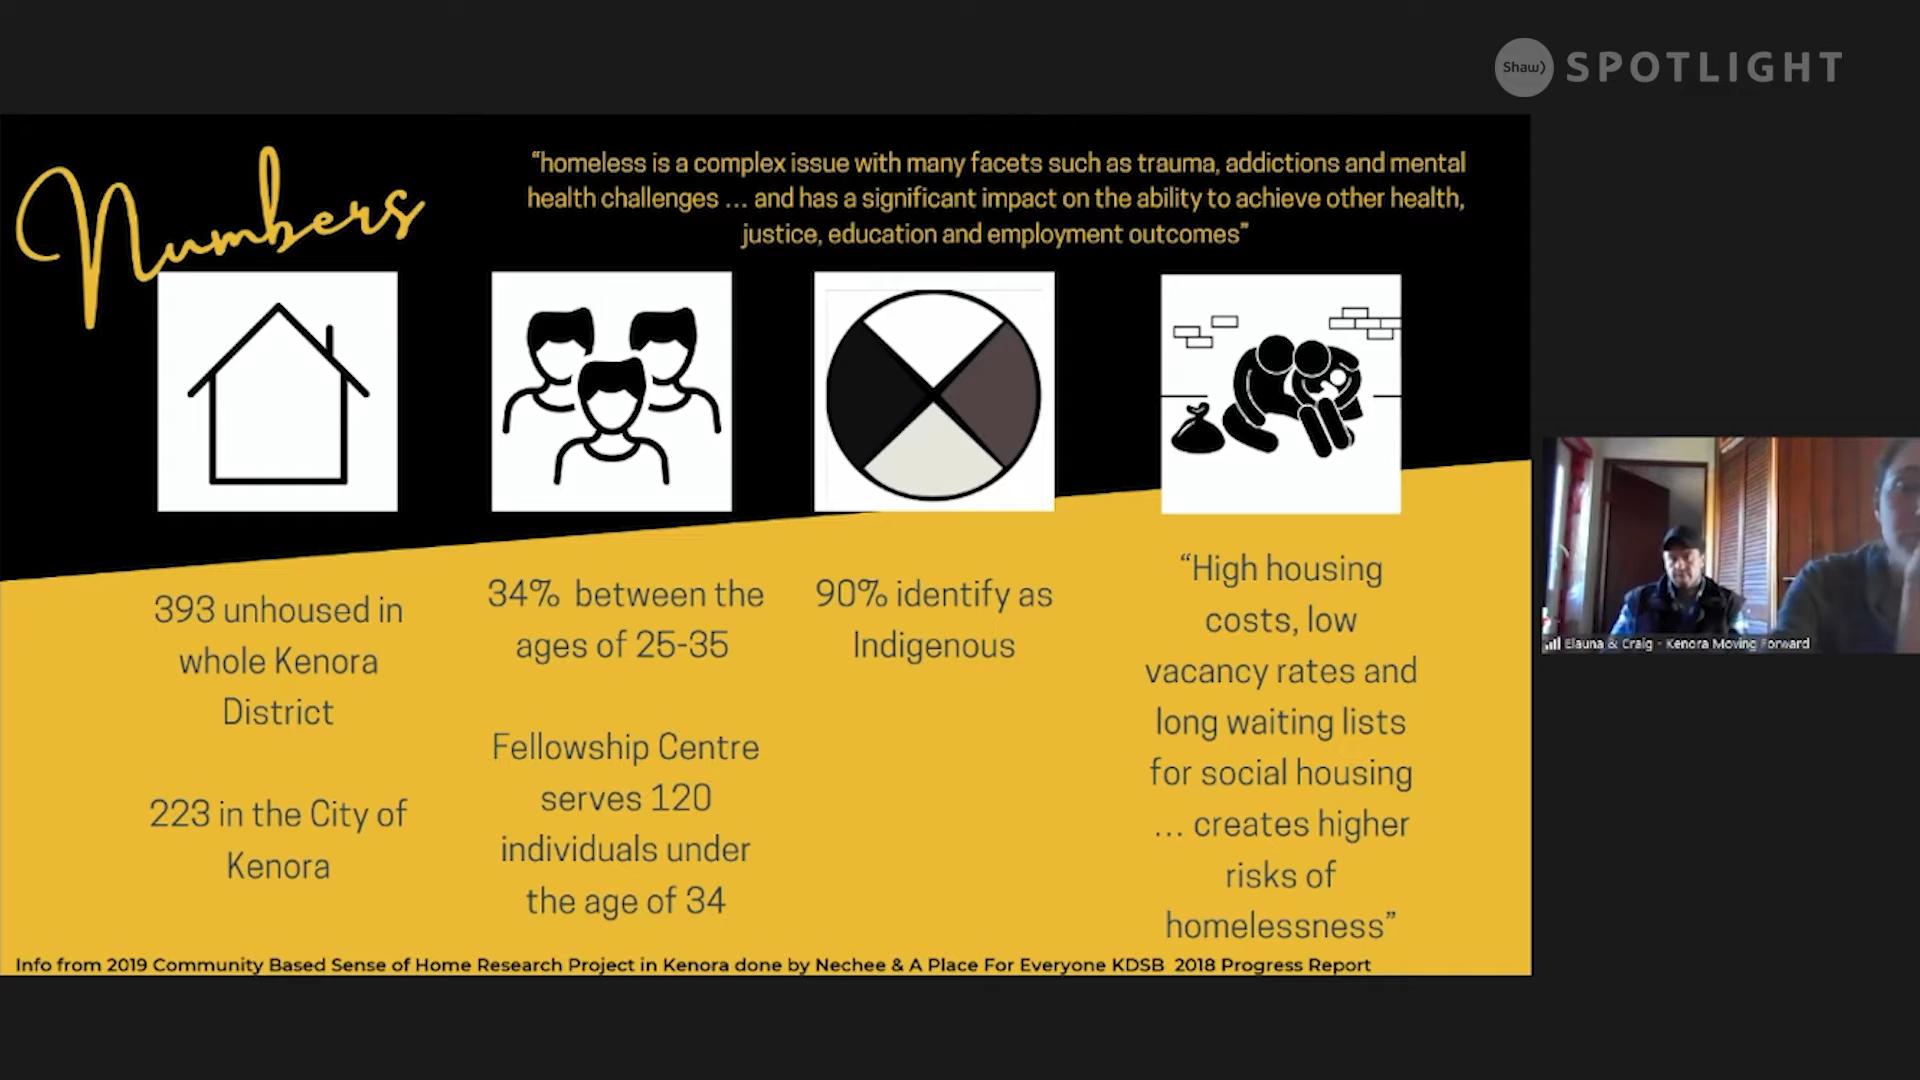 Shaw) SPOTLIGHT
Numbers
“homeless is a complex issue with many facets such as trauma, addictions and mental
health challenges ... and has a significant impact on the ability to achieve other health,
justice, education and employment outcomes”
393 unhoused in
whole Kenora
District
223 in the City of
Kenora
34% between the
ages of 25-35
Fellowship Centre
serves 120
individuals under
the age of 34
90% identify as
Indigenous
“High housing
costs, low
vacancy rates and
long waiting lists
for social housing
... creates higher
risks of
homelessness”
Info from 2019 Community Based Sense of Home Research Project in Kenora done by Nechee & A Place For Everyone KDSB 2018 Progress Report
Elauna & Craig - Kenora Moving Forward